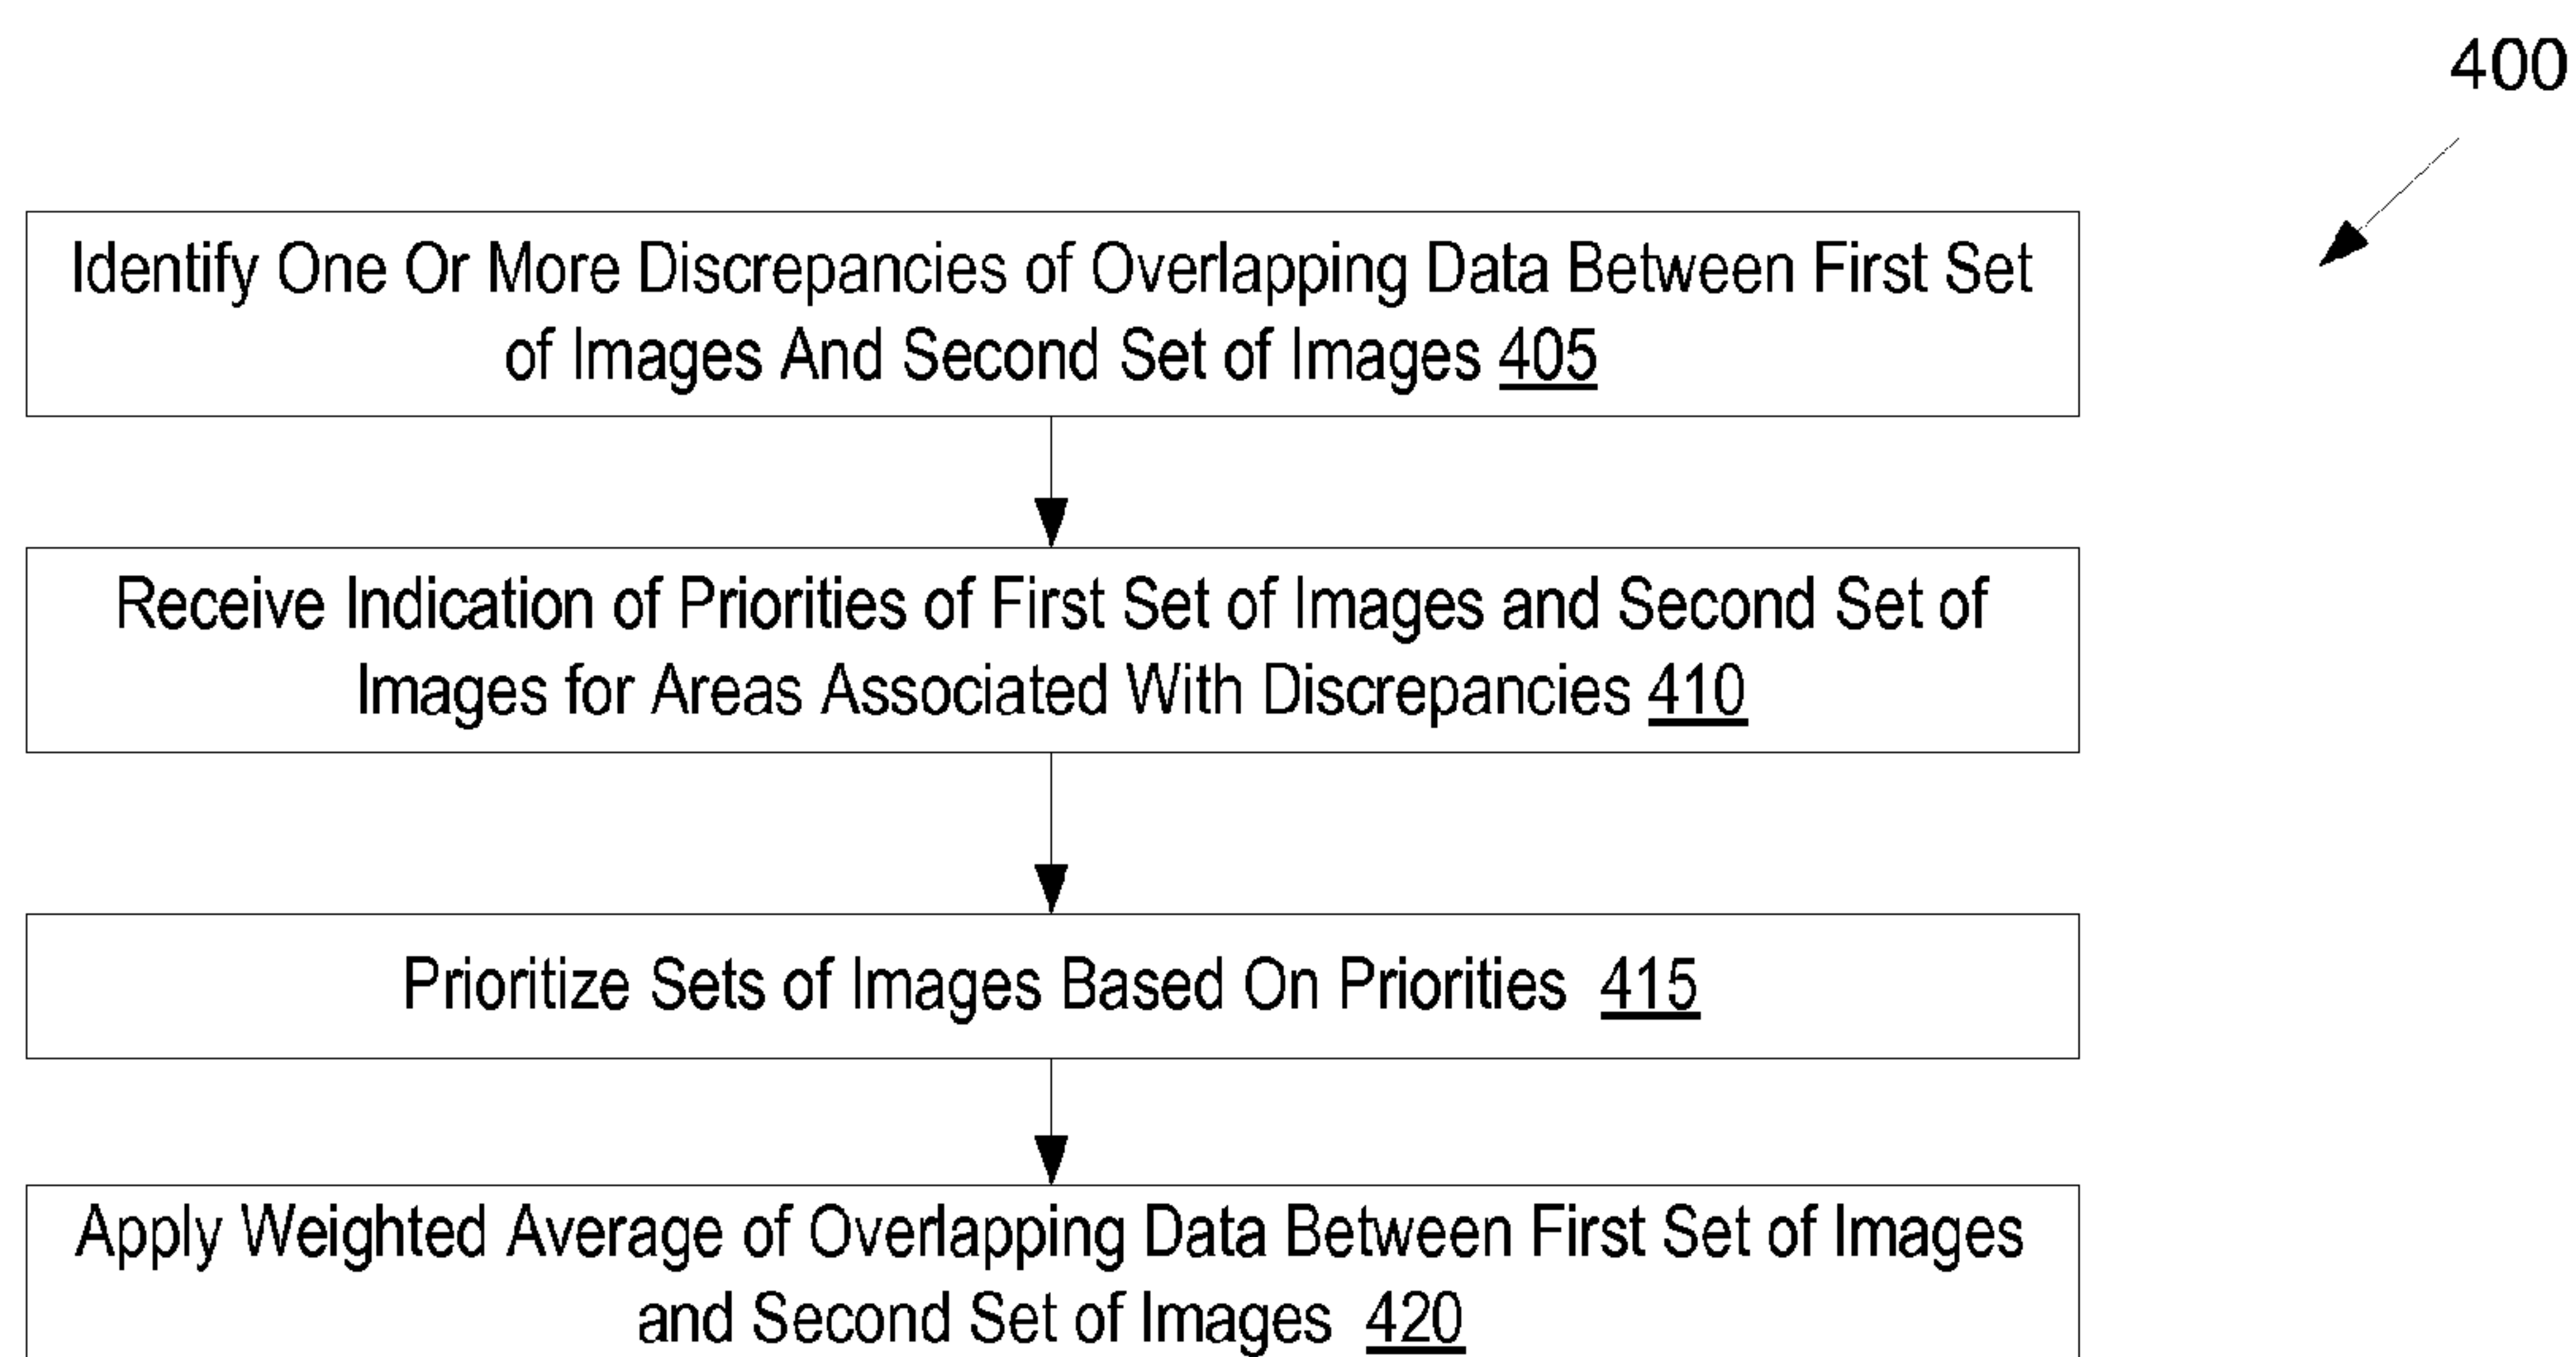 400
Identify One Or More Discrepancies of Overlapping Data Between First Set
of Images And Second Set of Images 405
Receive Indication of Priorities of First Set of Images and Second Set of
Images for Areas Associated With Discrepancies 410
Prioritize Sets of Images Based On Priorities 415
Apply Weighted Average of Overlapping Data Between First Set of Images
and Second Set of Images 420